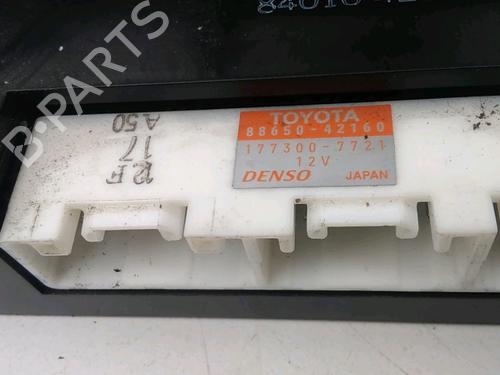 TOYOTA
88650-42160
177300-7721
12V
DENSO JAPAN
A50
17
B-PARTS